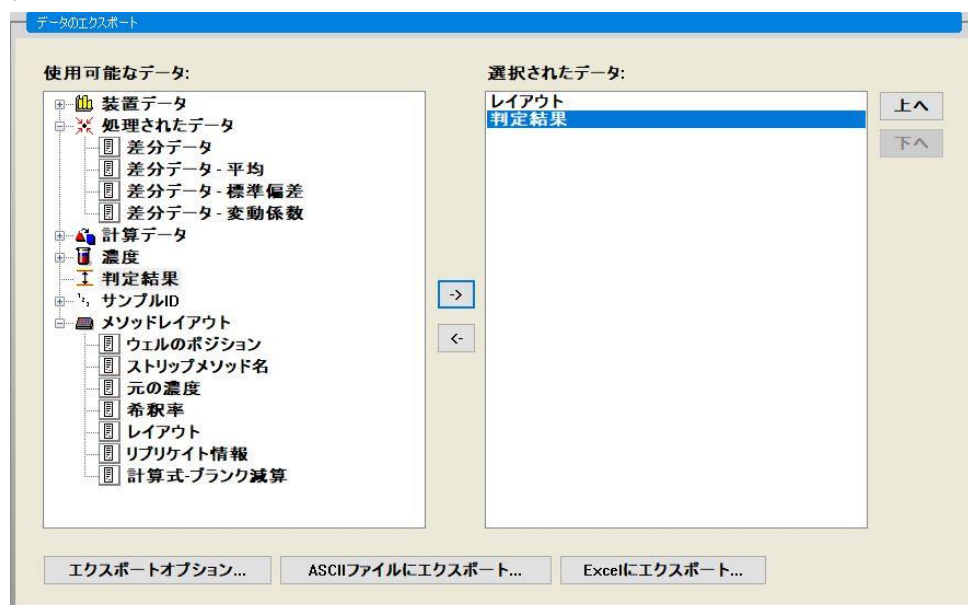 データのエクスポート
使用可能なデータ:
装置データ
処理されたデータ
差分データ
差分データ - 平均
差分データ - 標準偏差
差分データ - 変動係数
計算データ
濃度
判定結果
サンプルID
メソッドレイアウト
ウェルのポジション
ストリップメソッド名
元の濃度
希釈率
レイアウト
リプリケイト情報
計算式-ブランク減算
->
<-
選択されたデータ:
レイアウト
判定結果
上へ
下へ
エクスポートオプション...
ASCIIファイルにエクスポート...
Excelにエクスポート...